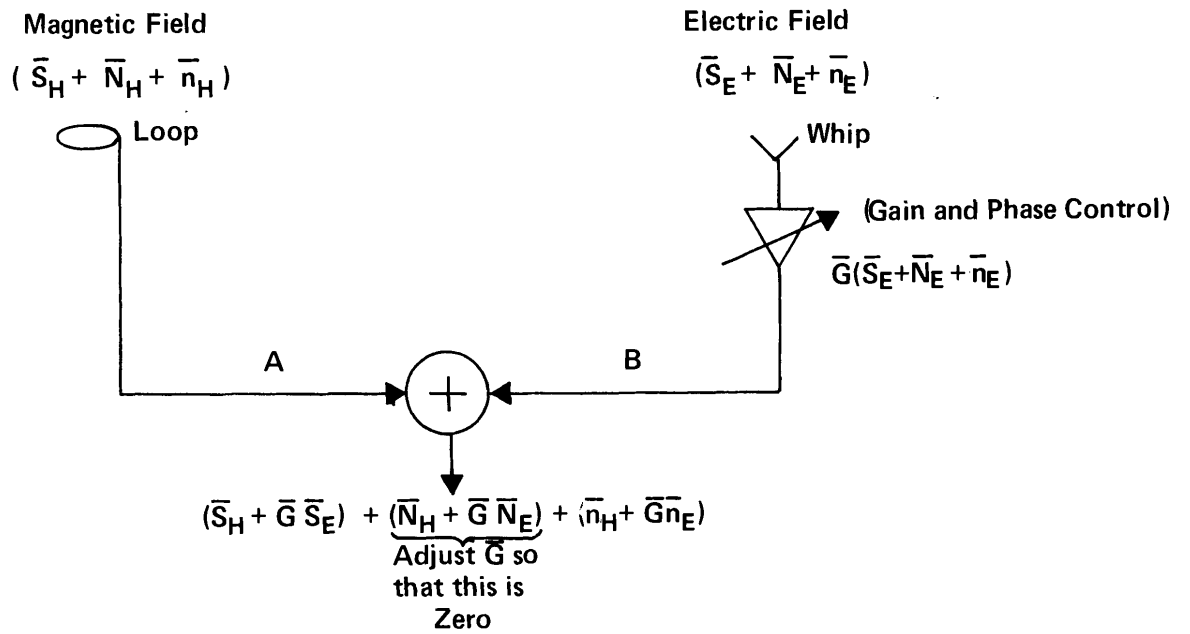 Magnetic Field
( S̄H + N̄H + n̄H )
Loop
Electric Field
(S̄E + N̄E + n̄E )
Whip
(Gain and Phase Control)
Ḡ(S̄E+N̄E + n̄E)
A
B
+
(S̄H + Ḡ S̄E) + (N̄H + Ḡ N̄E) + (n̄H + Ḡn̄E)
Adjust Ḡ so
that this is
Zero